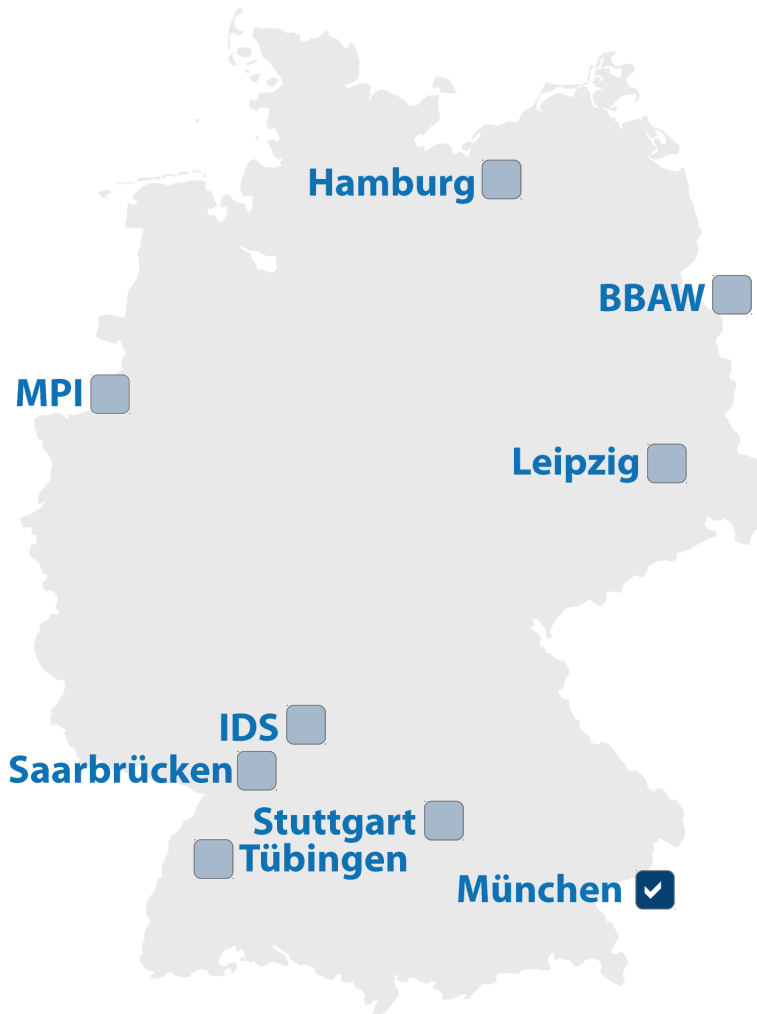 Hamburg
BBAW
MPI
Leipzig
IDS
Saarbrücken
Stuttgart
Tübingen
München